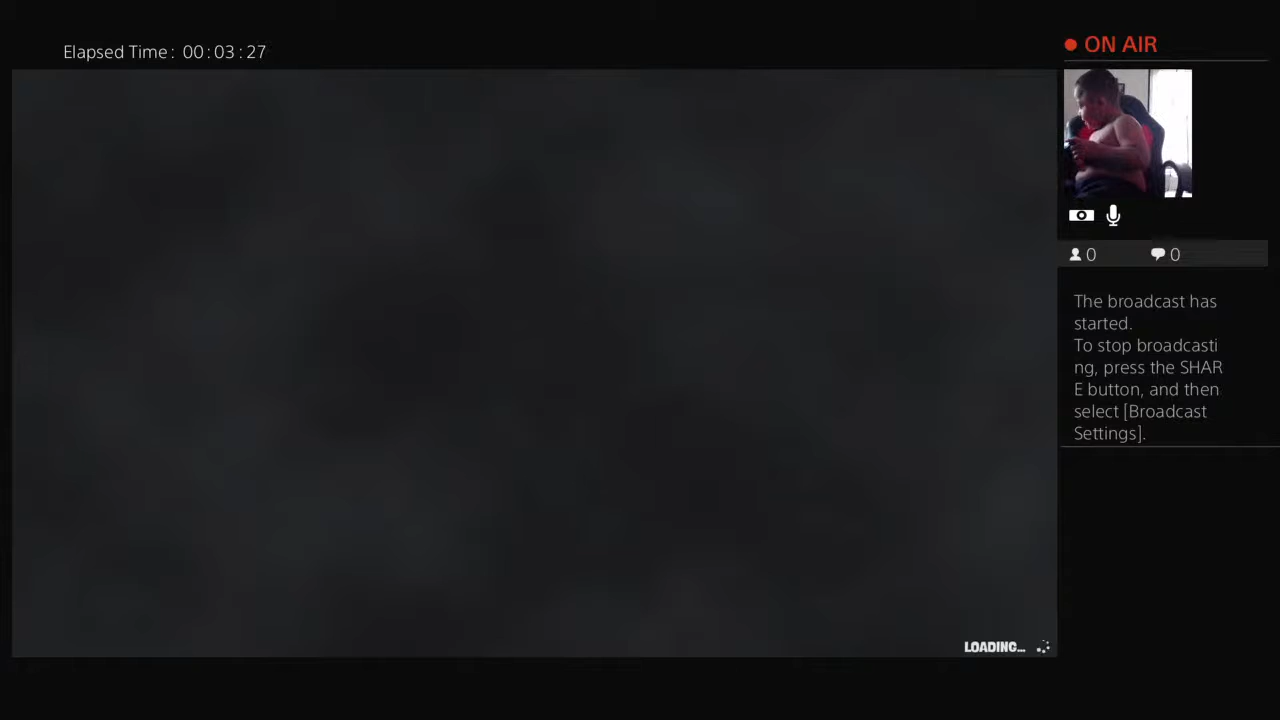 Elapsed Time: 00:03:27
ON AIR
0 0
The broadcast has
started.
To stop broadcasti
ng, press the SHAR
E button, and then
select [Broadcast
Settings].
LOADING...